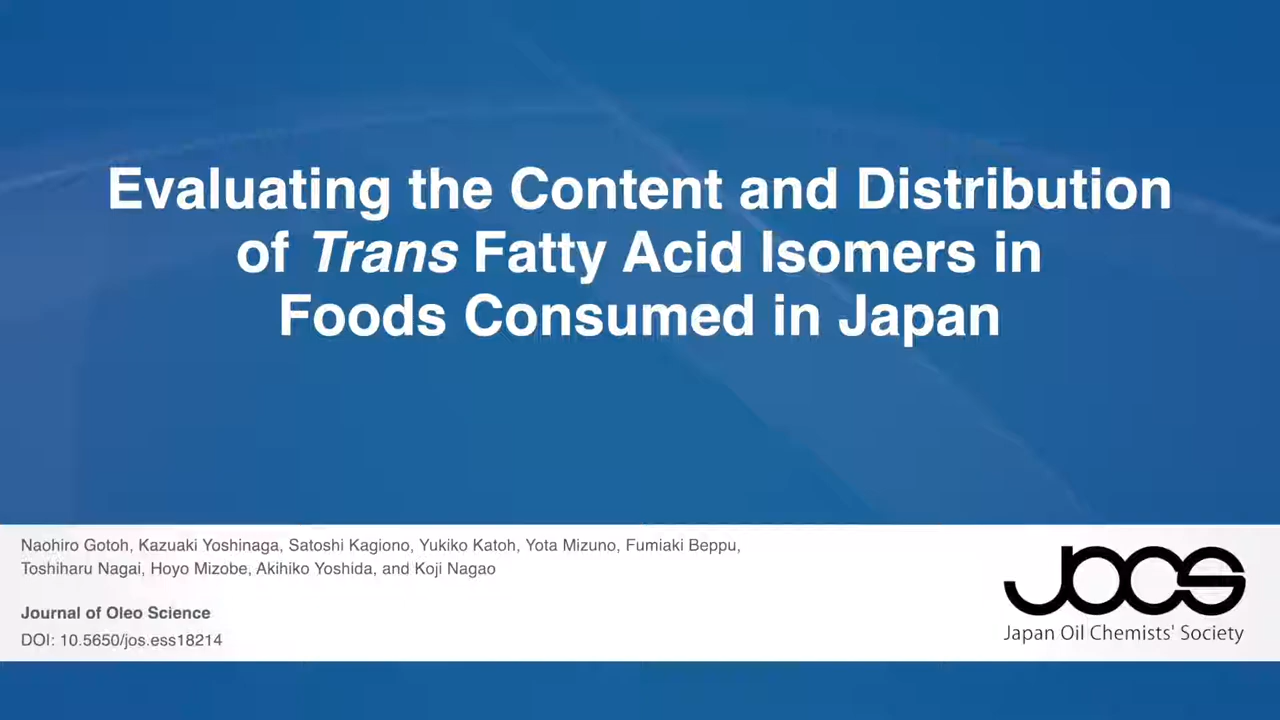 Evaluating the Content and Distribution
of Trans Fatty Acid Isomers in
Foods Consumed in Japan
Naohiro Gotoh, Kazuaki Yoshinaga, Satoshi Kagiono, Yukiko Katoh, Yota Mizuno, Fumiaki Beppu,
Toshiharu Nagai, Hoyo Mizobe, Akihiko Yoshida, and Koji Nagao
Journal of Oleo Science
DOI: 10.5650/jos.ess18214
JOCS
Japan Oil Chemists' Society